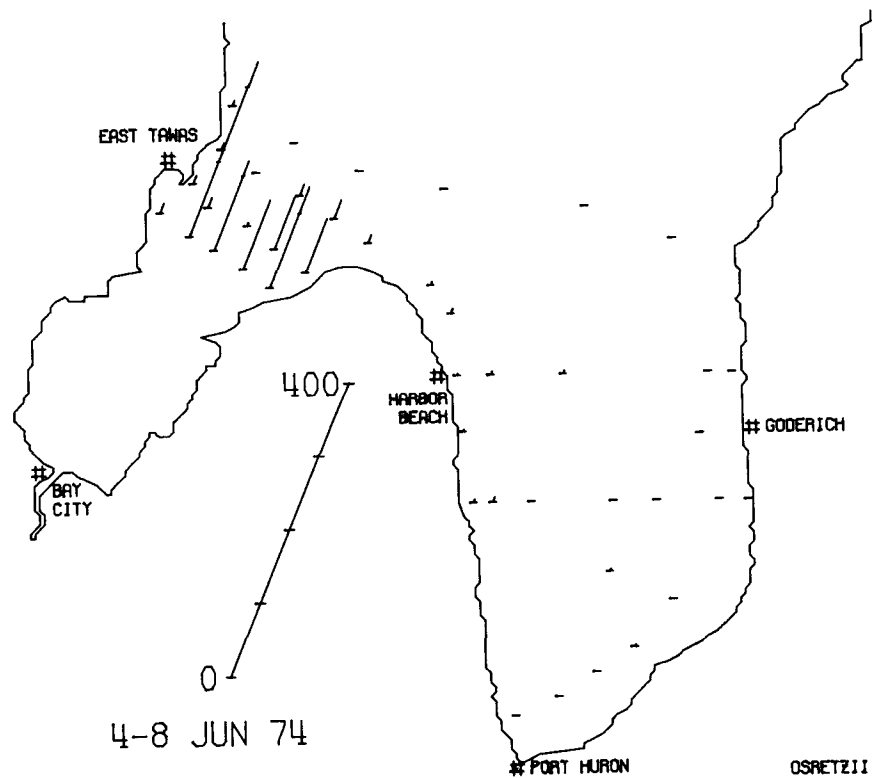 EAST TAWAS
400
HARBOR
BEACH
GODERICH
BAY
CITY
0
4-8 JUN 74
PORT HURON
OSRETZII